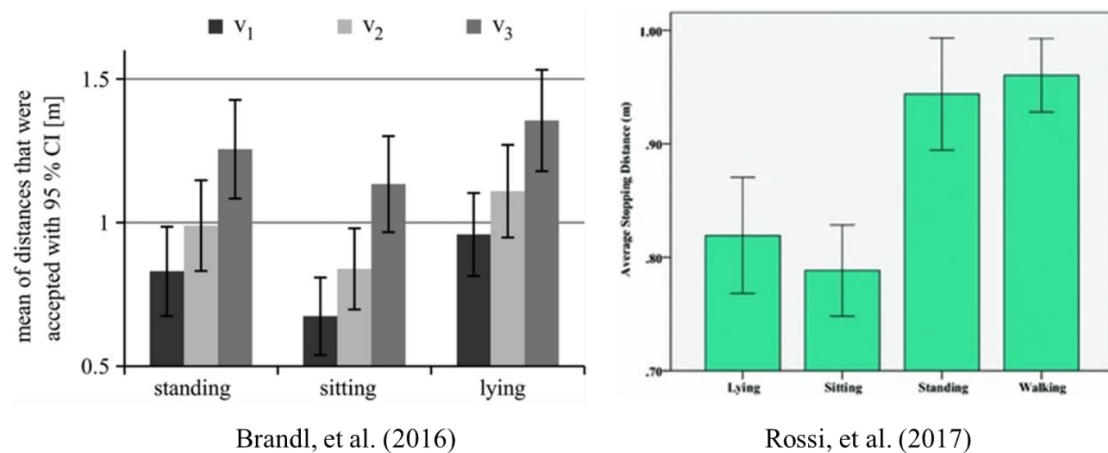 v1 v2 v3
mean of distances that were
accepted with 95 % CI [m]
1.5
1
0.5
standing sitting lying
Brandl, et al. (2016)
Average Stopping Distance (m)
1.00
.90
.80
.70
Lying Sitting Standing Walking
Rossi, et al. (2017)